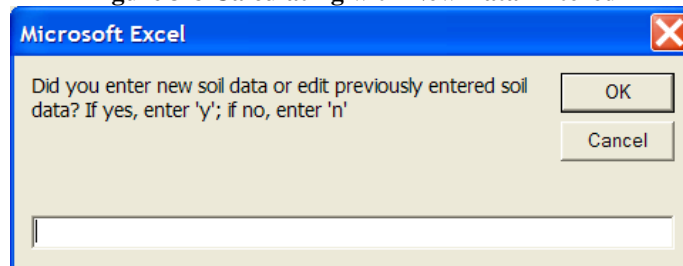 Microsoft Excel
Did you enter new soil data or edit previously entered soil
data? If yes, enter 'y'; if no, enter 'n'
OK
Cancel